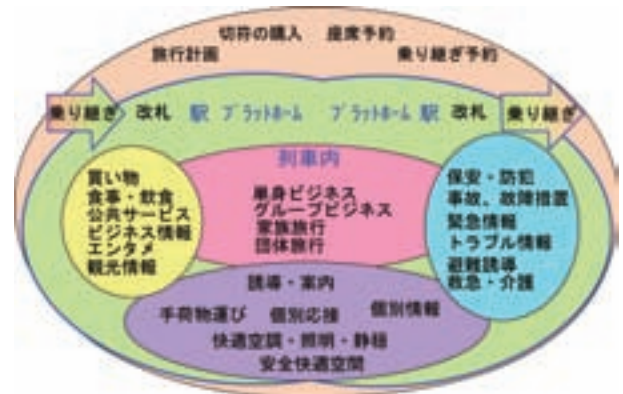 切符の購入 座席予約
旅行計画 乗り継ぎ予約
乗り継ぎ 改札 駅 プラットホーム プラットホーム 駅 改札 乗り継ぎ
列車内
買い物
食事・飲食
公共サービス
ビジネス情報
エンタメ
観光情報
単身ビジネス
グループビジネス
家族旅行
団体旅行
保安・防犯
事故、故障措置
緊急情報
トラブル情報
避難誘導
救急・介護
誘導・案内
手荷物運び 個別応接 個別情報
快適空調・照明・静穏
安全快適空間